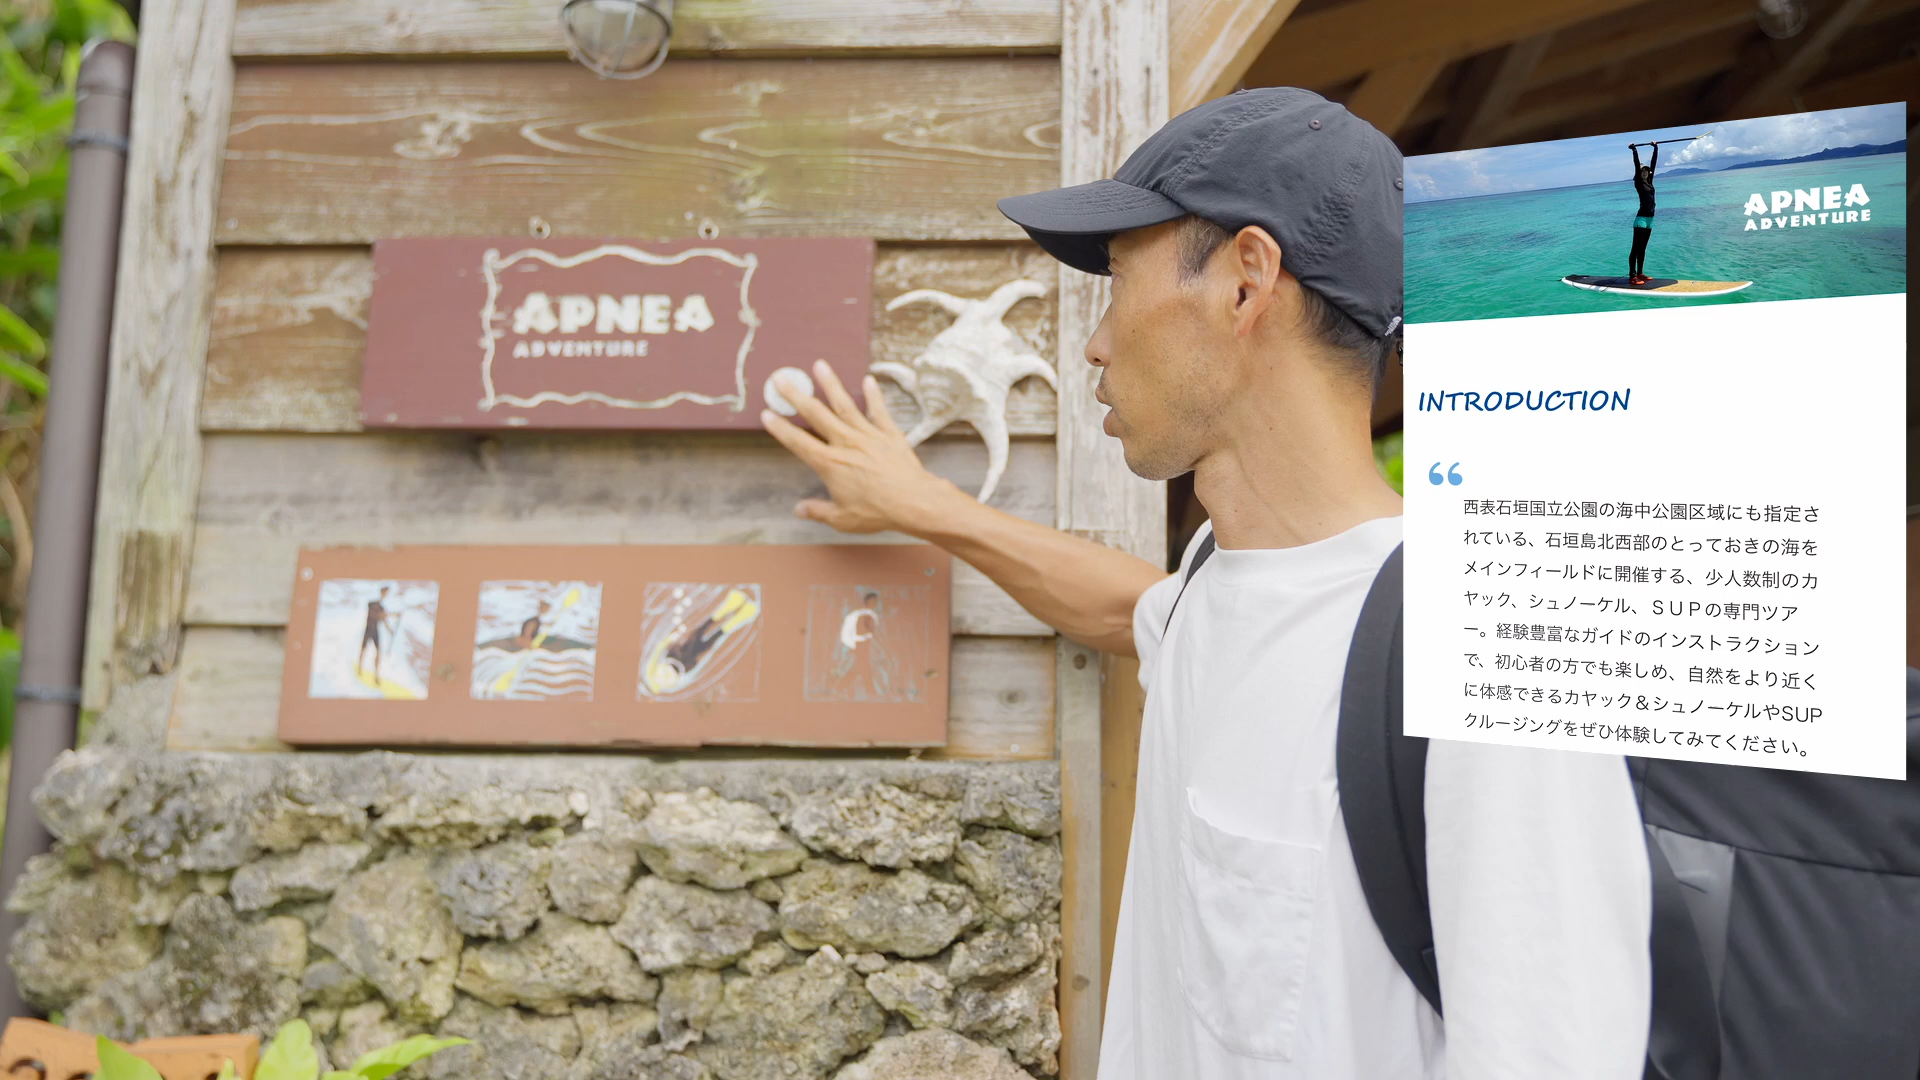 APNEA
ADVENTURE
APNEA
ADVENTURE
INTRODUCTION
“
西表石垣国立公園の海中公園区域にも指定さ
れている、石垣島北西部のとっておきの海を
メインフィールドに開催する、少人数制のカ
ヤック、シュノーケル、ＳＵＰの専門ツア
ー。経験豊富なガイドのインストラクション
で、初心者の方でも楽しめ、自然をより近く
に体感できるカヤック＆シュノーケルやSUP
クルージングをぜひ体験してみてください。